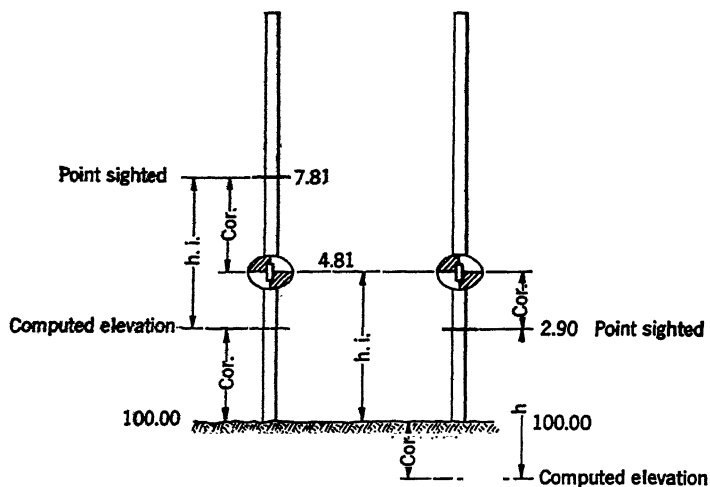 Point sighted
7.81
Cor.
h. i.
4.81
Cor.
2.90 Point sighted
Computed elevation
h. i.
Cor.
100.00
h
100.00
Cor
Computed elevation